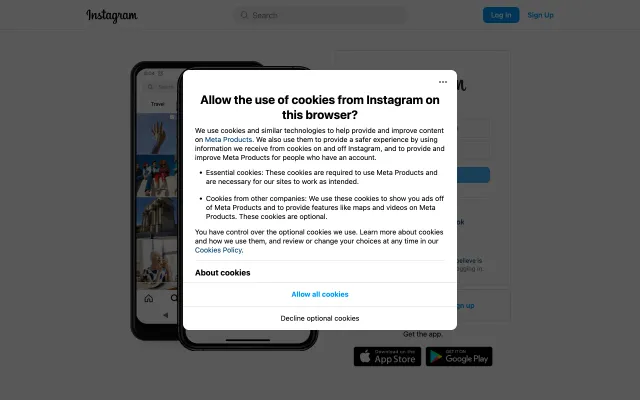 Instagram
Search
Log In
Sign Up
Allow the use of cookies from Instagram on
this browser?
We use cookies and similar technologies to help provide and improve content
on Meta Products. We also use them to provide a safer experience by using
information we receive from cookies on and off Instagram, and to provide and
improve Meta Products for people who have an account.
• Essential cookies: These cookies are required to use Meta Products and
are necessary for our sites to work as intended.
• Cookies from other companies: We use these cookies to show you ads off
of Meta Products and to provide features like maps and videos on Meta
Products. These cookies are optional.
You have control over the optional cookies we use. Learn more about cookies
and how we use them, and review or change your choices at any time in our
Cookies Policy.
About cookies
Allow all cookies
Decline optional cookies
Travel
Get the app.
Download on the
App Store
GET IT ON
Google Play